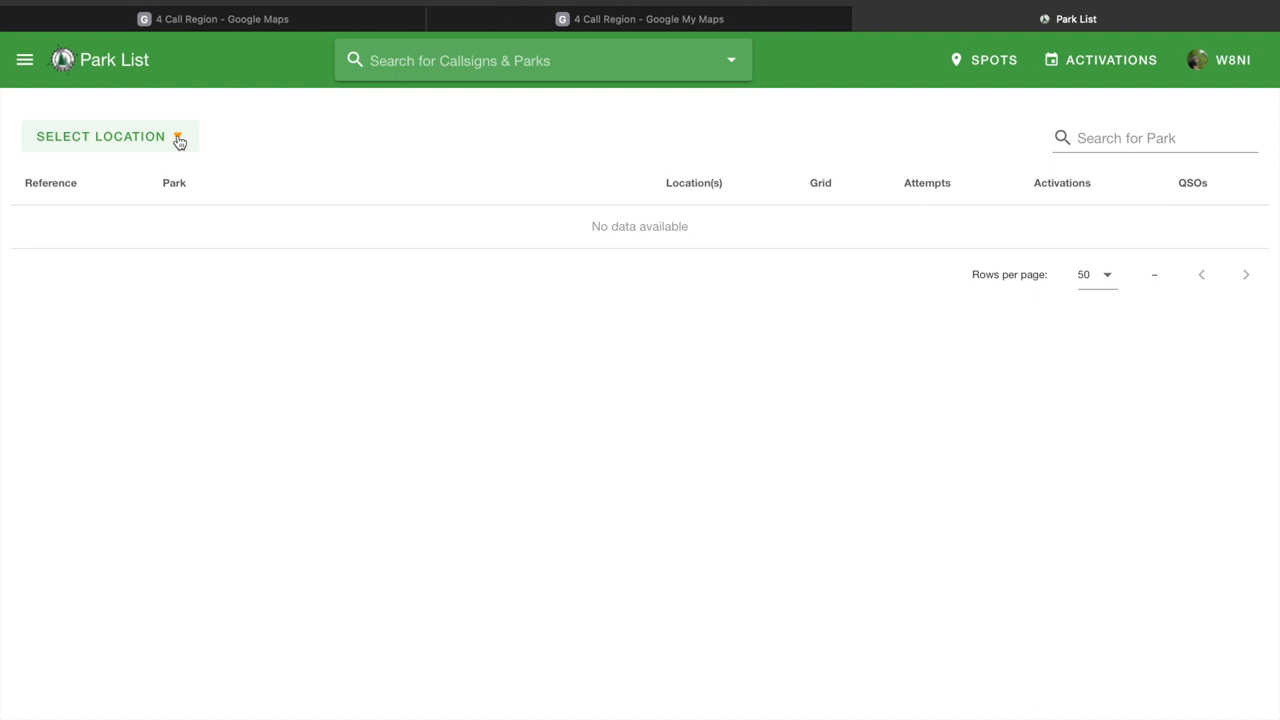 4 Call Region - Google Maps
4 Call Region - Google My Maps
Park List
Park List
Search for Callsigns & Parks
SPOTS
ACTIVATIONS
W8NI
SELECT LOCATION
Search for Park
Reference Park Location(s) Grid Attempts Activations QSOs
No data available
Rows per page: 50 –